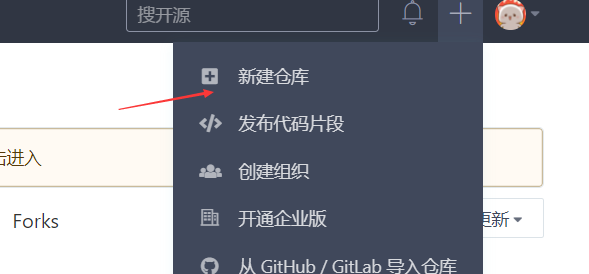 搜开源
新建仓库
发布代码片段
击进入
创建组织
开通企业版
Forks
更新
从 GitHub / GitLab 导入仓库